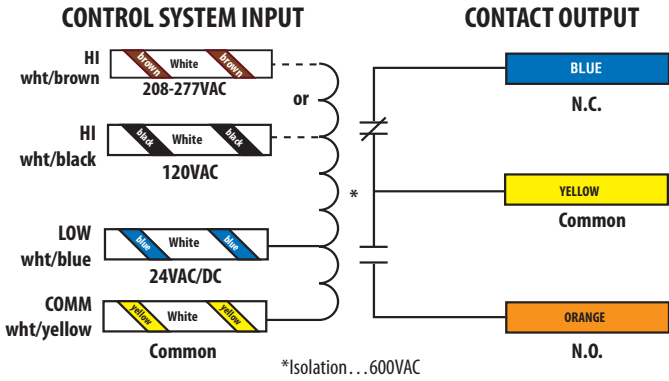 CONTROL SYSTEM INPUT
HI
wht/brown
brown White brown
208-277VAC
or
HI
wht/black
black White black
120VAC
LOW
wht/blue
blue White blue
24VAC/DC
COMM
wht/yellow
yellow White yellow
Common
*
CONTACT OUTPUT
BLUE
N.C.
YELLOW
Common
ORANGE
N.O.
*Isolation...600VAC